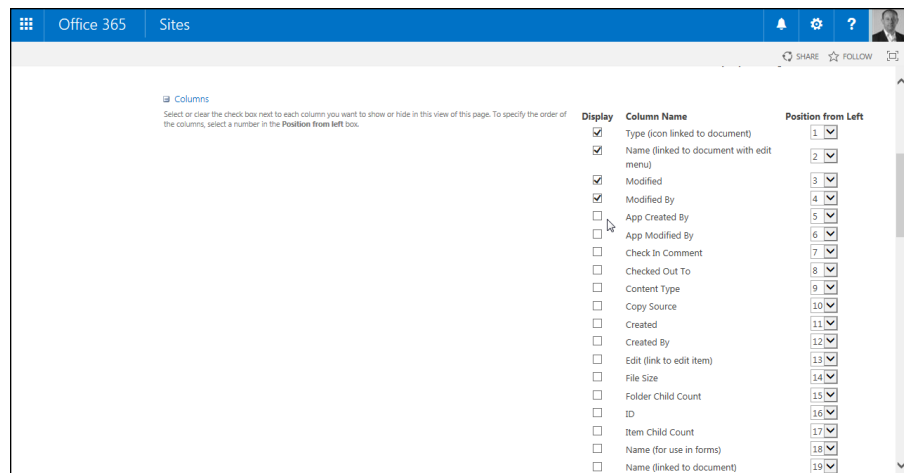 Office 365 Sites ?
SHARE FOLLOW
Columns
Select or clear the check box next to each column you want to show or hide in this view of this page. To specify the order of
the columns, select a number in the Position from left box.
Display Column Name Position from Left
Type (icon linked to document) 1
Name (linked to document with edit
menu) 2
Modified 3
Modified By 4
App Created By 5
App Modified By 6
Check In Comment 7
Checked Out To 8
Content Type 9
Copy Source 10
Created 11
Created By 12
Edit (link to edit item) 13
File Size 14
Folder Child Count 15
ID 16
Item Child Count 17
Name (for use in forms) 18
Name (linked to document) 19